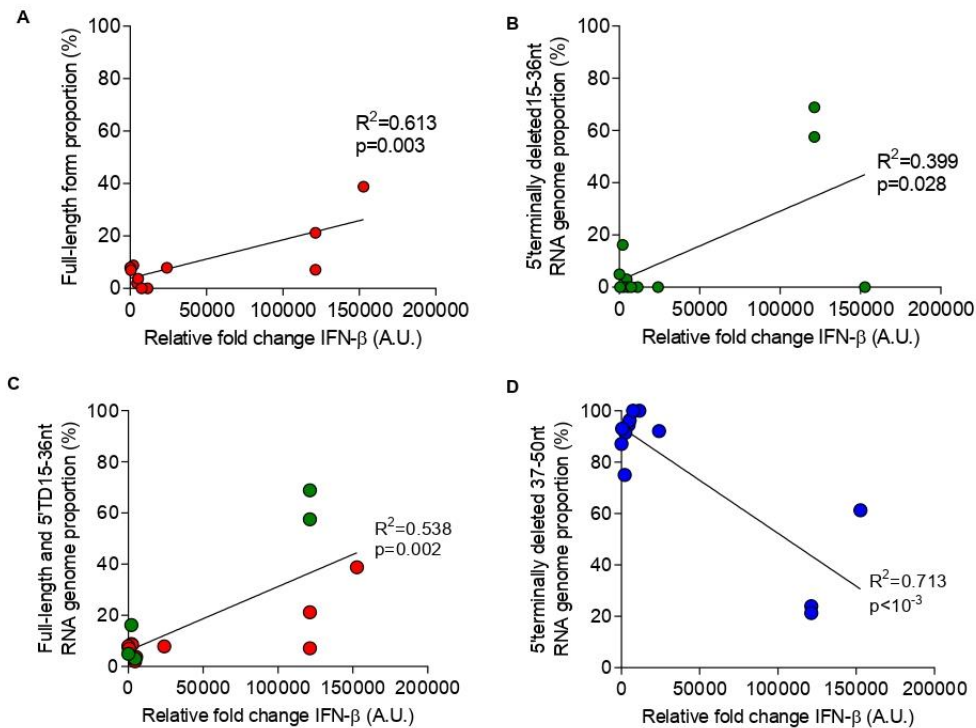 A
Full-length form proportion (%)
100
80
60
40
20
0
R²=0.613
p=0.003
0 50000 100000 150000 200000
Relative fold change IFN-β (A.U.)
B
5'terminally deleted15-36nt
RNA genome proportion (%)
100
80
60
40
20
0
R²=0.399
p=0.028
0 50000 100000 150000 200000
Relative fold change IFN-β (A.U.)
C
Full-length and 5'TD15-36nt
RNA genome proportion (%)
100
80
60
40
20
0
R²=0.538
p=0.002
0 50000 100000 150000 200000
Relative fold change IFN-β (A.U.)
D
5'terminally deleted 37-50nt
RNA genome proportion (%)
100
80
60
40
20
0
R²=0.713
p<10⁻³
0 50000 100000 150000 200000
Relative fold change IFN-β (A.U.)